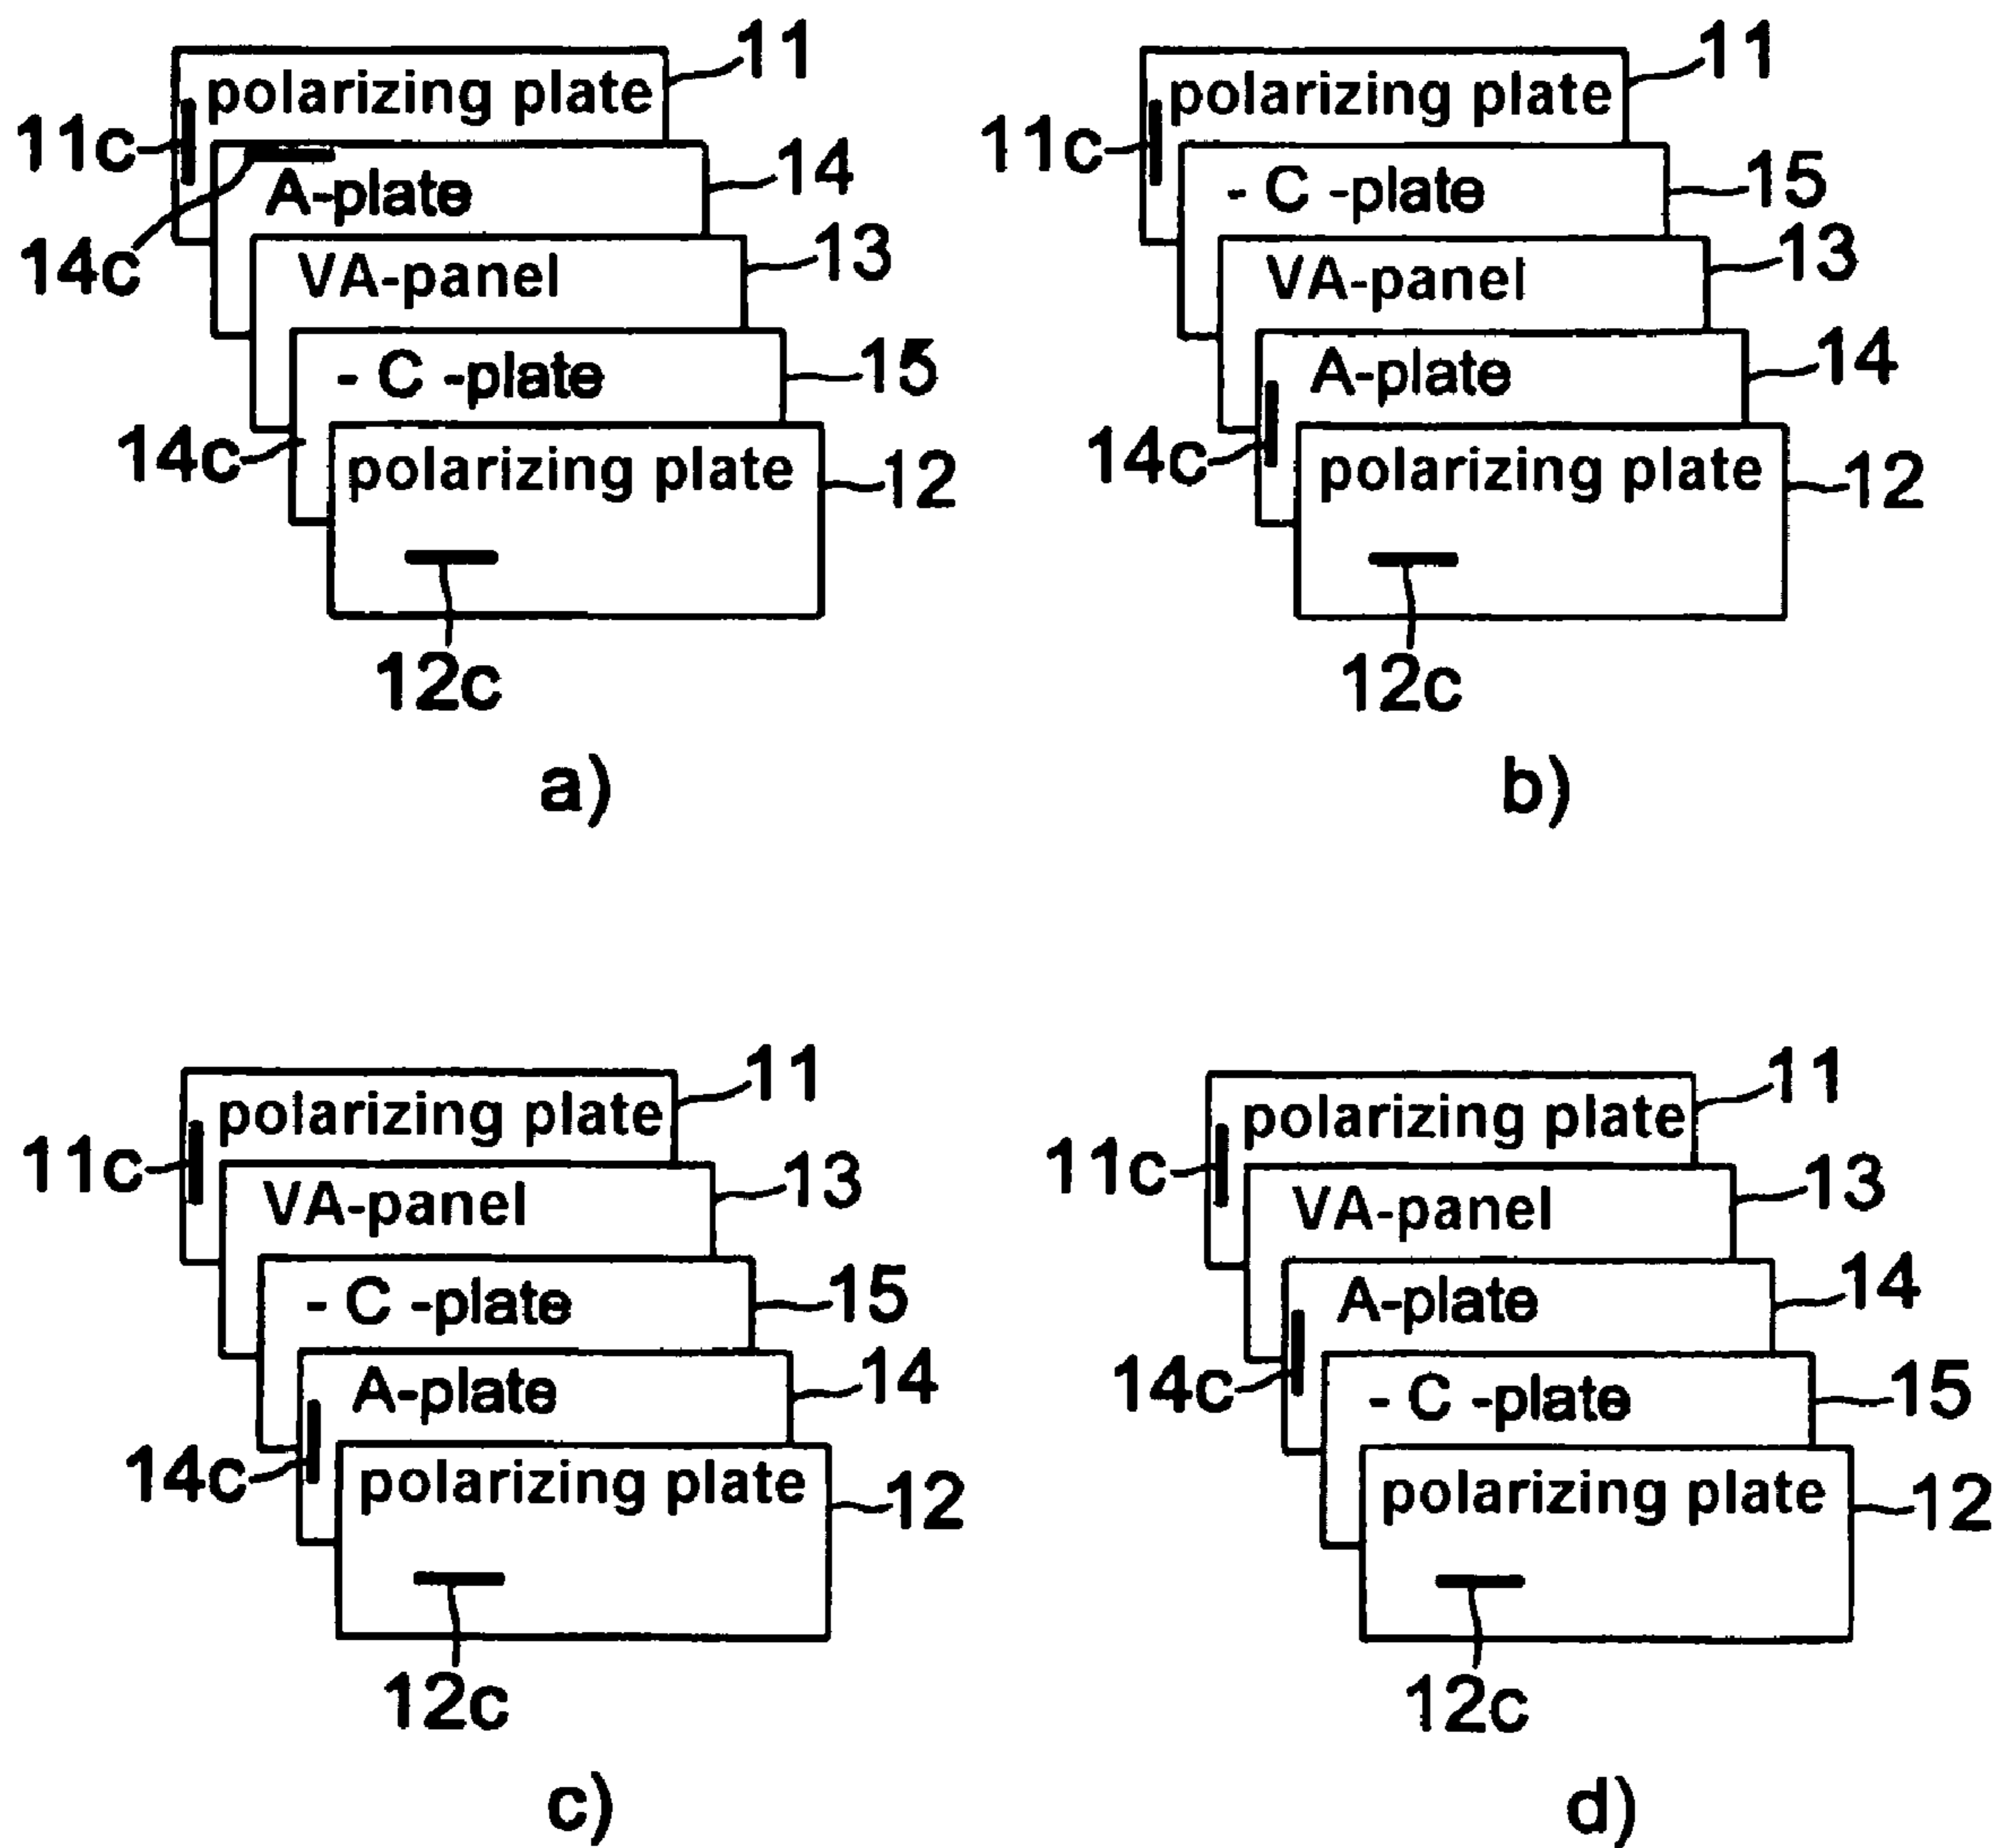 11
polarizing plate
11c
14
A-plate
14c
13
VA-panel
15
- C -plate
14c
polarizing plate
12
12c
a)
11
polarizing plate
11c
15
- C -plate
13
VA-panel
14
A-plate
14c
polarizing plate
12
12c
b)
11
polarizing plate
11c
13
VA-panel
15
- C -plate
14
A-plate
14c
polarizing plate
12
12c
c)
11
polarizing plate
11c
13
VA-panel
14
A-plate
14c
15
- C -plate
polarizing plate
12
12c
d)